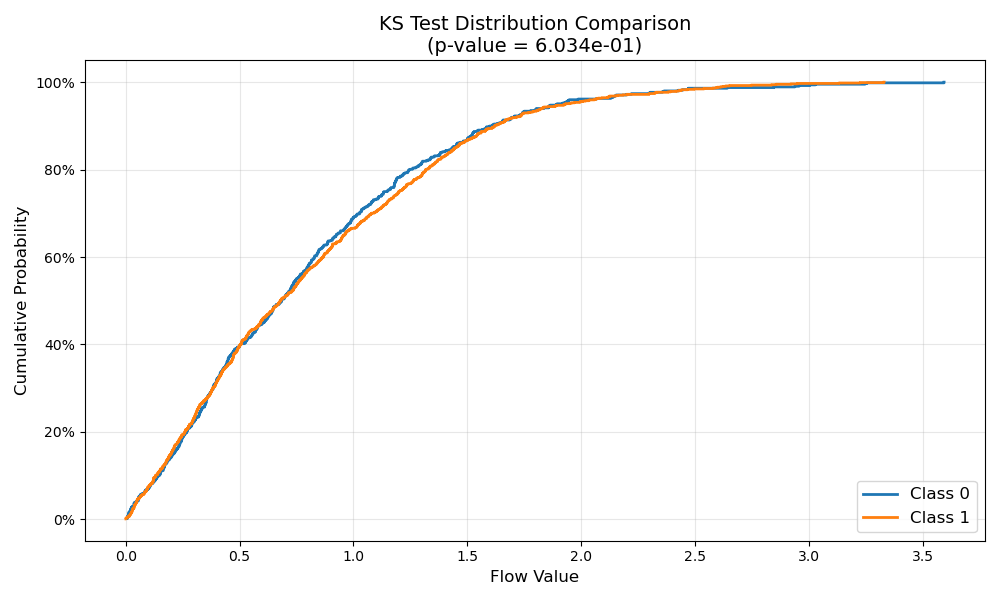 KS Test Distribution Comparison
(p-value = 6.034e-01)
Cumulative Probability
100%
80%
60%
40%
20%
0%
0.0 0.5 1.0 1.5 2.0 2.5 3.0 3.5
Flow Value
Class 0
Class 1